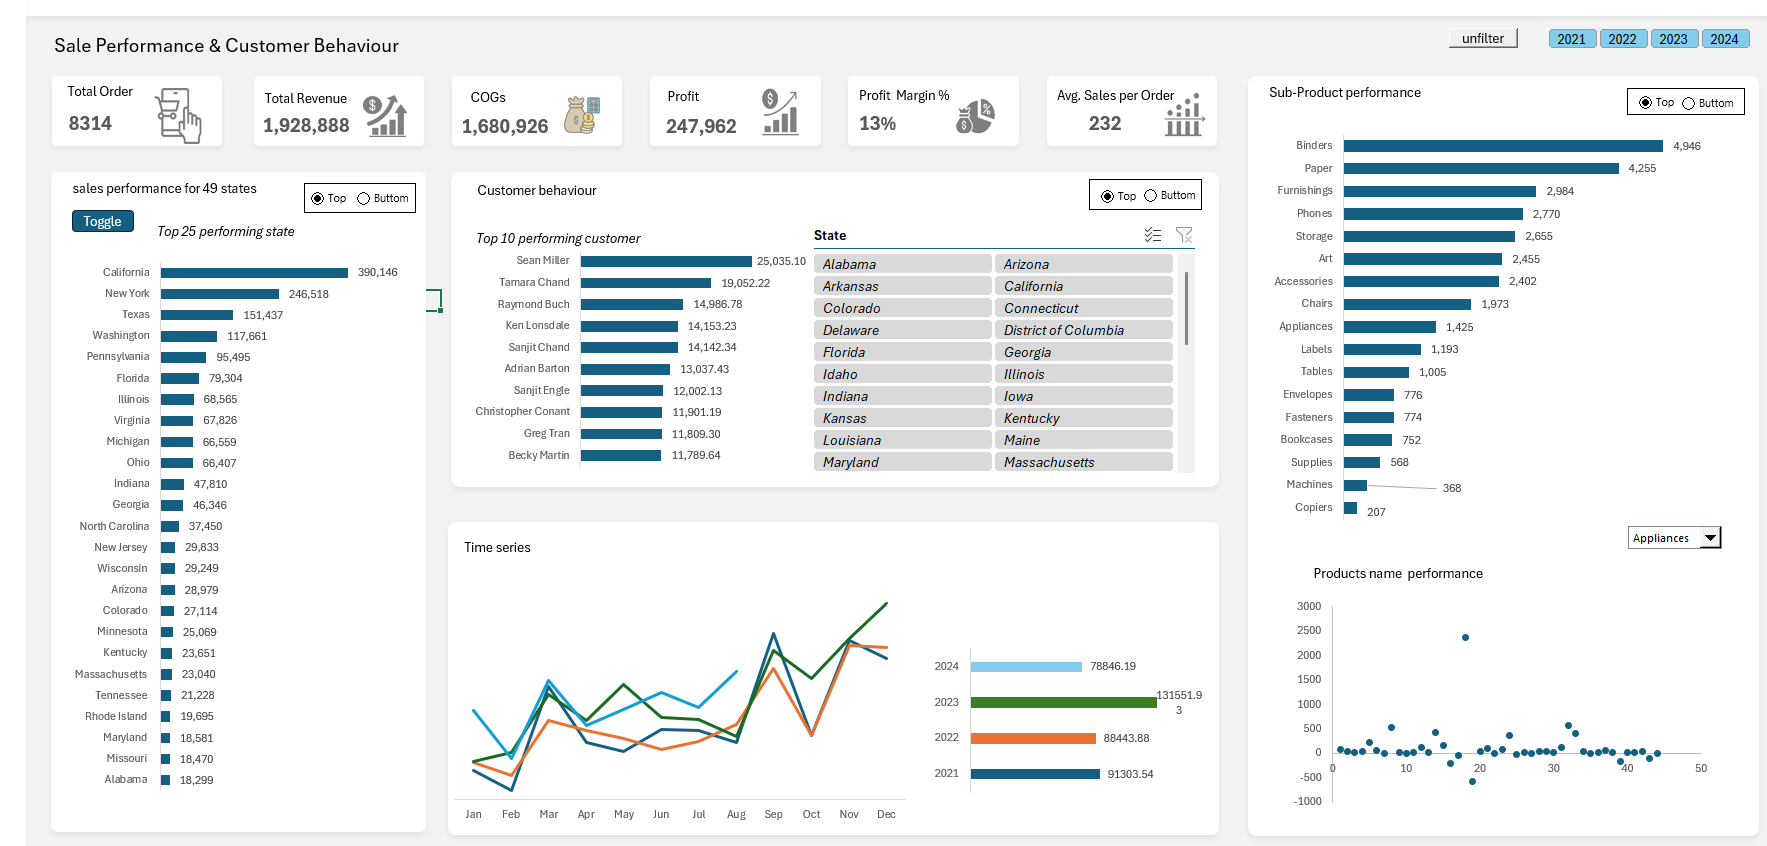 Sale Performance & Customer Behaviour
unfilter
2021
2022
2023
2024
Total Order
8314
Total Revenue
1,928,888
COGs
1,680,926
Profit
247,962
Profit Margin %
13%
Avg. Sales per Order
232
sales performance for 49 states
Top
Buttom
Toggle
Top 25 performing state
California 390,146
New York 246,518
Texas 151,437
Washington 117,661
Pennsylvania 95,495
Florida 79,304
Illinois 68,565
Virginia 67,826
Michigan 66,559
Ohio 66,407
Indiana 47,810
Georgia 46,346
North Carolina 37,450
New Jersey 29,833
Wisconsin 29,249
Arizona 28,979
Colorado 27,114
Minnesota 25,069
Kentucky 23,651
Massachusetts 23,040
Tennessee 21,228
Rhode Island 19,695
Maryland 18,581
Missouri 18,470
Alabama 18,299
Customer behaviour
Top
Buttom
Top 10 performing customer
Sean Miller 25,035.10
Tamara Chand 19,052.22
Raymond Buch 14,986.78
Ken Lonsdale 14,153.23
Sanjit Chand 14,142.34
Adrian Barton 13,037.43
Sanjit Engle 12,002.13
Christopher Conant 11,901.19
Greg Tran 11,809.30
Becky Martin 11,789.64
State
Alabama Arizona
Arkansas California
Colorado Connecticut
Delaware District of Columbia
Florida Georgia
Idaho Illinois
Indiana Iowa
Kansas Kentucky
Louisiana Maine
Maryland Massachusetts
Time series
Jan Feb Mar Apr May Jun Jul Aug Sep Oct Nov Dec
2024 78846.19
2023 131551.9
3
2022 88443.88
2021 91303.54
Sub-Product performance
Top
Buttom
Binders 4,946
Paper 4,255
Furnishings 2,984
Phones 2,770
Storage 2,655
Art 2,455
Accessories 2,402
Chairs 1,973
Appliances 1,425
Labels 1,193
Tables 1,005
Envelopes 776
Fasteners 774
Bookcases 752
Supplies 568
Machines 368
Copiers 207
Appliances
Products name performance
3000
2500
2000
1500
1000
500
0
-500
-1000
0 10 20 30 40 50